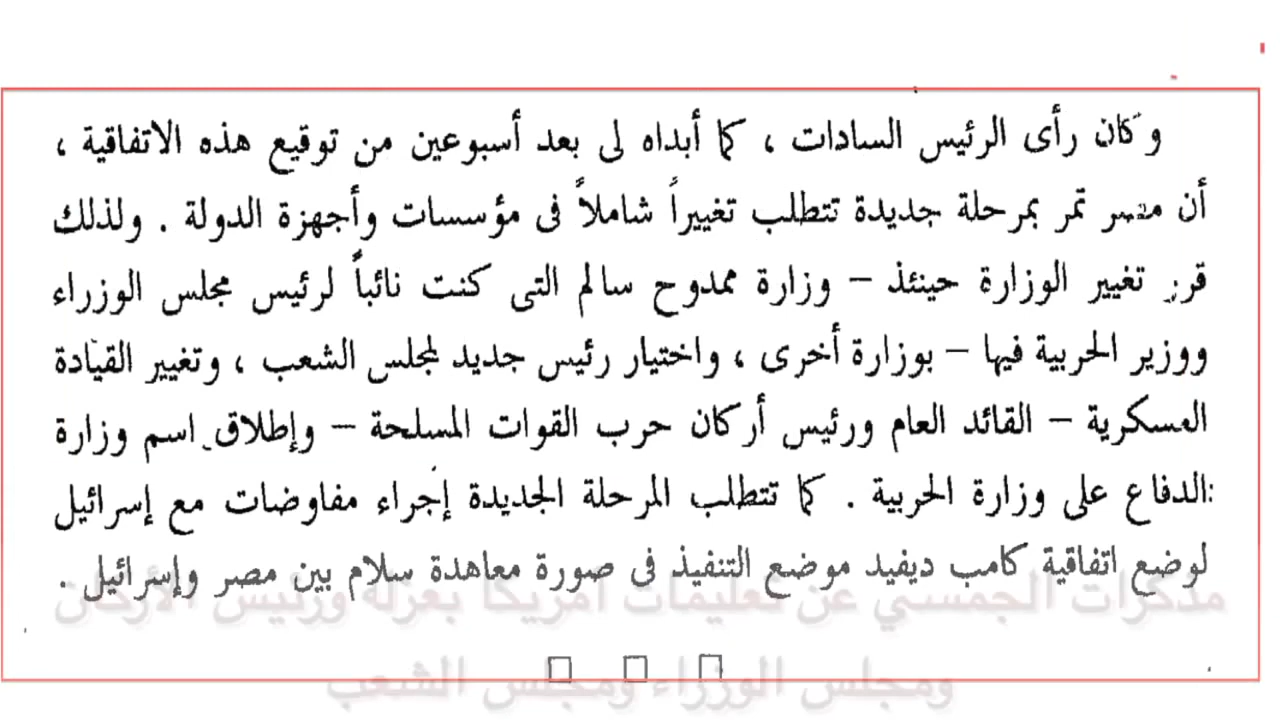 وكان رأى الرئيس السادات ، كما أبداه لى بعد أسبوعين من توقيع هذه الاتفاقية ،
أن مصر تمر بمرحلة جديدة تتطلب تغييراً شاملاً فى مؤسسات وأجهزة الدولة . ولذلك
قرر تغيير الوزارة حينئذ – وزارة ممدوح سالم التى كنت نائباً لرئيس مجلس الوزراء
ووزير الحربية فيها – بوزارة أخرى ، واختيار رئيس جديد لمجلس الشعب ، وتغيير القيادة
العسكرية – القائد العام ورئيس أركان حرب القوات المسلحة – وإطلاق اسم وزارة
الدفاع على وزارة الحربية . كما تتطلب المرحلة الجديدة إجراء مفاوضات مع إسرائيل
لوضع اتفاقية كامب ديفيد موضع التنفيذ فى صورة معاهدة سلام بين مصر وإسرائيل .
مذكرات الجمسي عن تعليمات أمريكا بعزله ورئيس الأركان
ومجلس الوزراء ومجلس الشعب